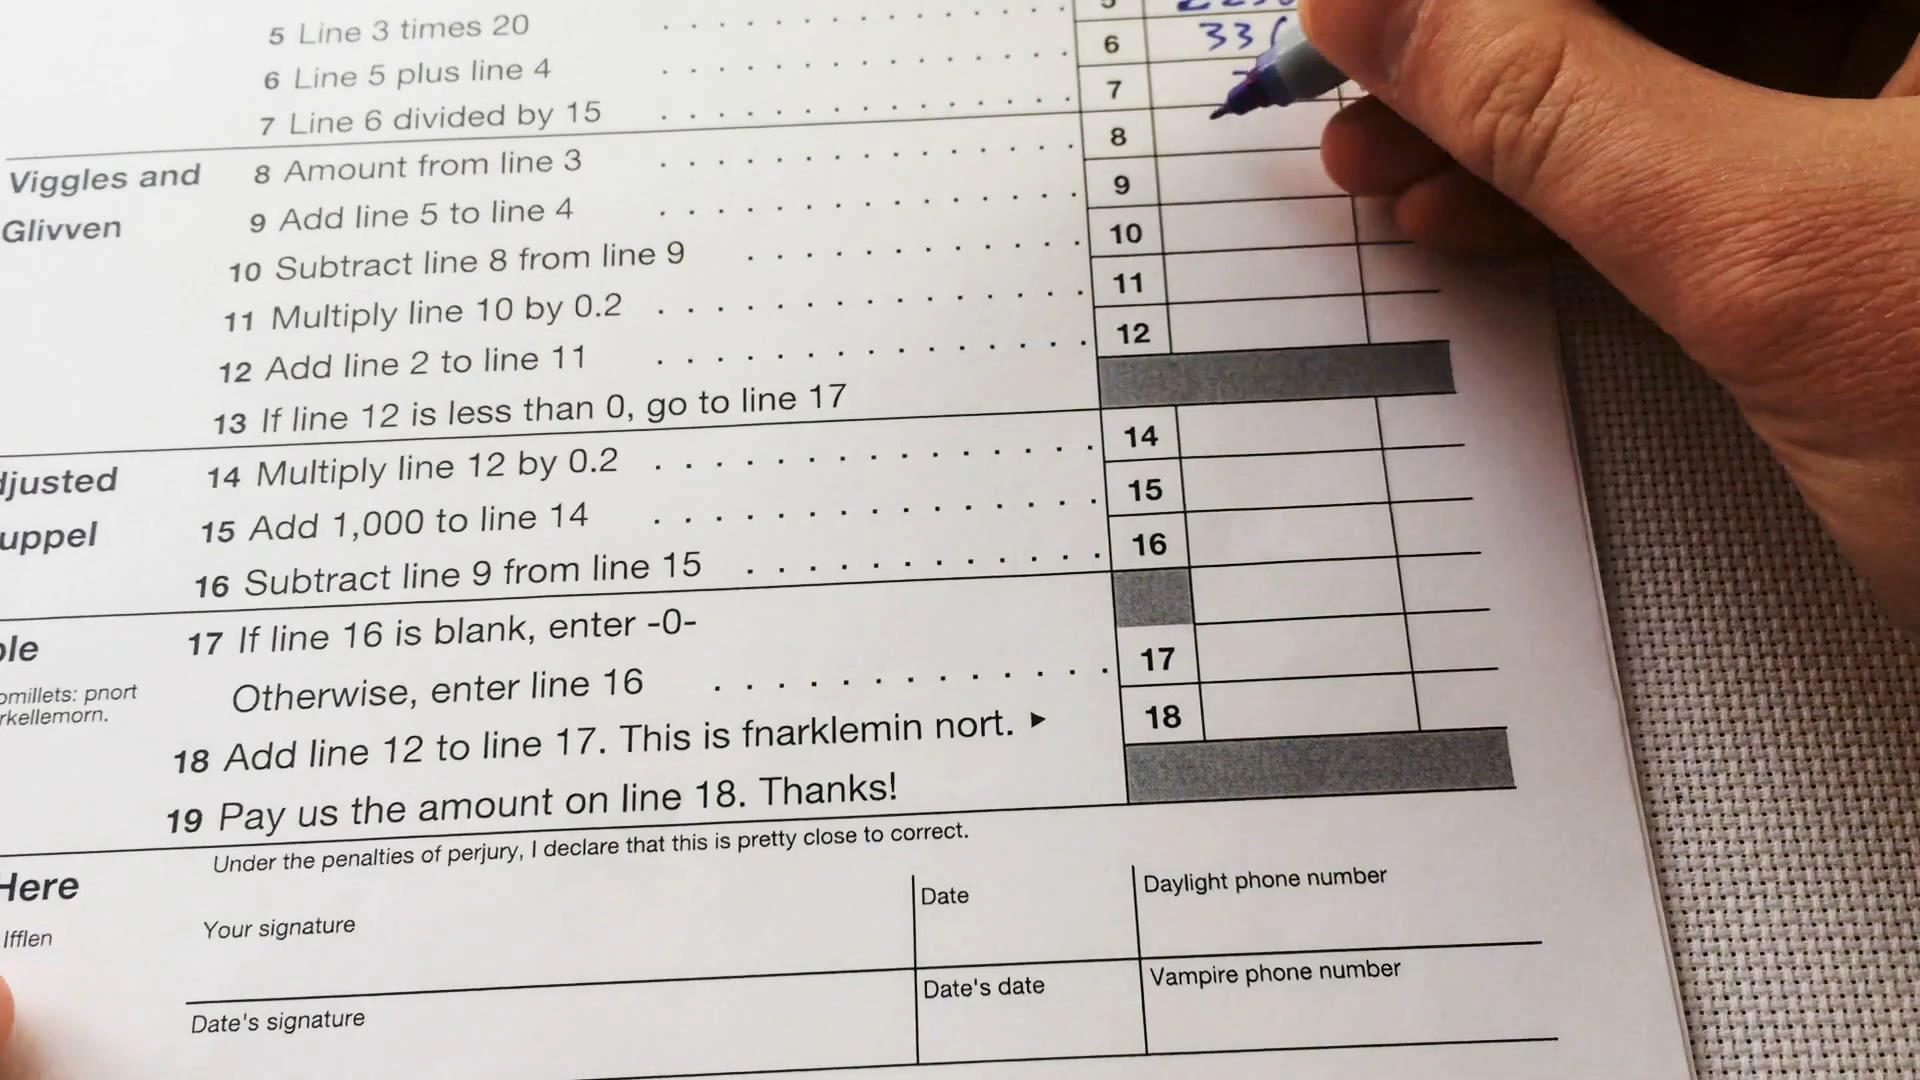 5 Line 3 times 20 5
6 Line 5 plus line 4 6 33
7 Line 6 divided by 15 7
Viggles and 8 Amount from line 3 8
Glivven 9 Add line 5 to line 4 9
10 Subtract line 8 from line 9 10
11 Multiply line 10 by 0.2 11
12 Add line 2 to line 11 12
13 If line 12 is less than 0, go to line 17
14 Multiply line 12 by 0.2 14
15 Add 1,000 to line 14 15
16 Subtract line 9 from line 15 16
17 If line 16 is blank, enter -0-
Otherwise, enter line 16 17
pnort
18 Add line 12 to line 17. This is fnarklemin nort. ► 18
19 Pay us the amount on line 18. Thanks!
Under the penalties of perjury, I declare that this is pretty close to correct.
Here
Ifflen
Your signature
Date
Daylight phone number
Date's signature
Date's date
Vampire phone number